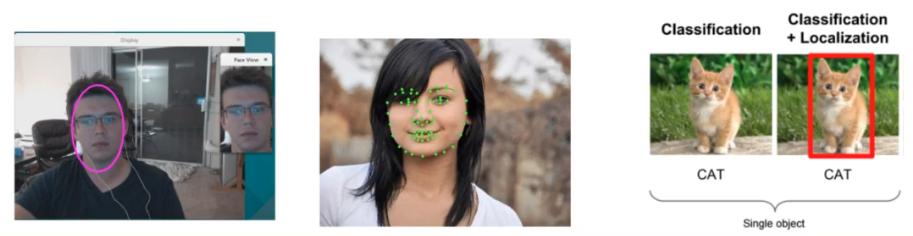 Display
Face View
Classification
Classification
+ Localization
CAT
CAT
Single object